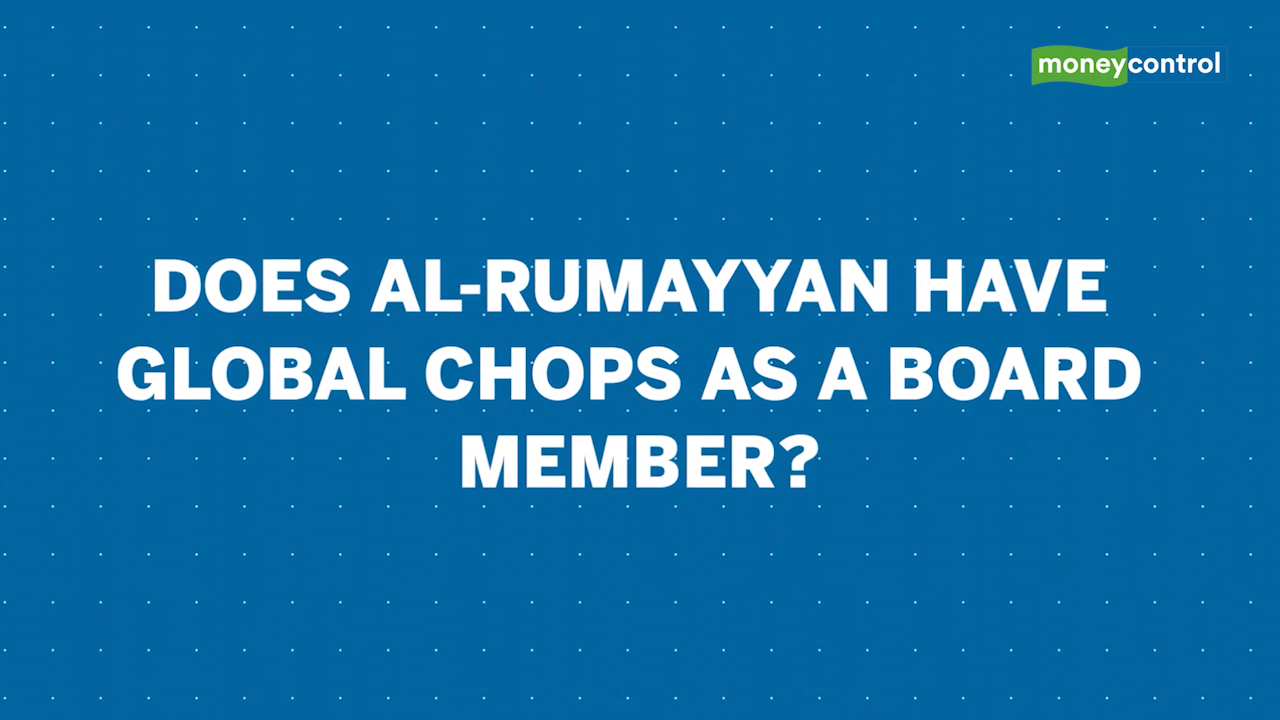 moneycontrol
DOES AL-RUMAYYAN HAVE
GLOBAL CHOPS AS A BOARD
MEMBER?